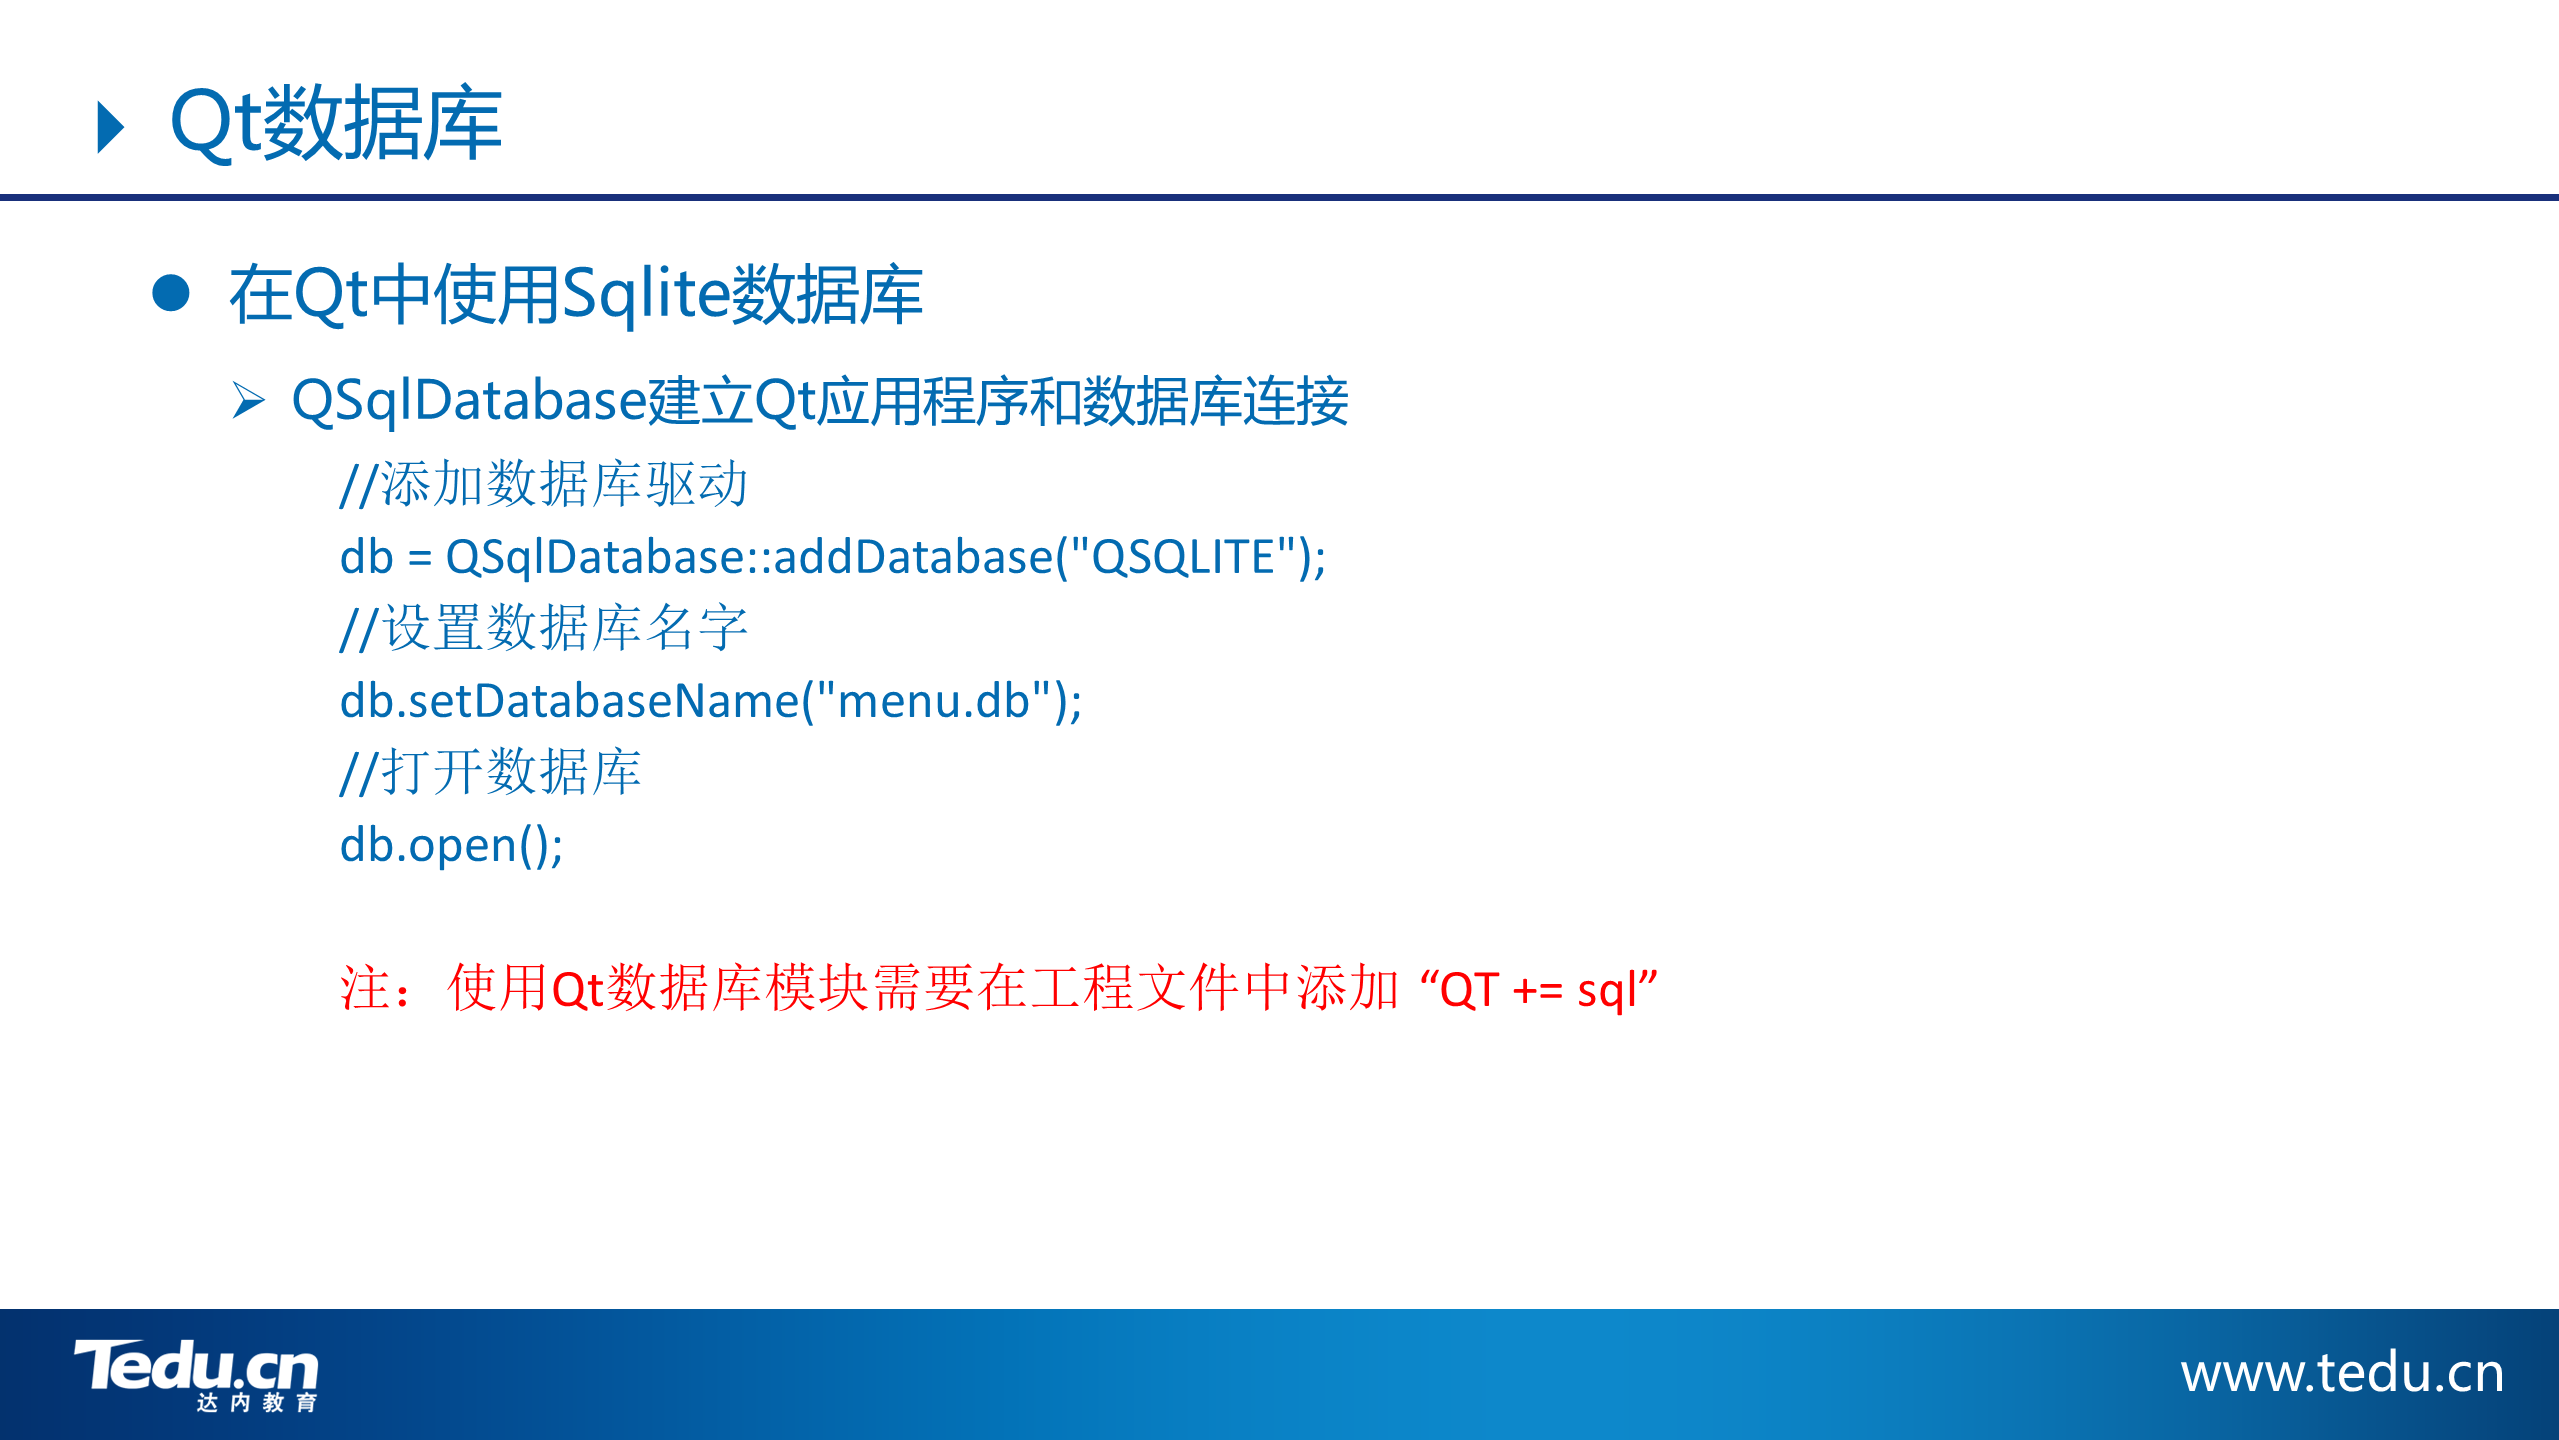 Qt数据库
在Qt中使用Sqlite数据库
QSqlDatabase建立Qt应用程序和数据库连接
//添加数据库驱动
db = QSqlDatabase::addDatabase("QSQLITE");
//设置数据库名字
db.setDatabaseName("menu.db");
//打开数据库
db.open();
注：使用Qt数据库模块需要在工程文件中添加 “QT += sql”
Tedu.cn
达内教育
www.tedu.cn